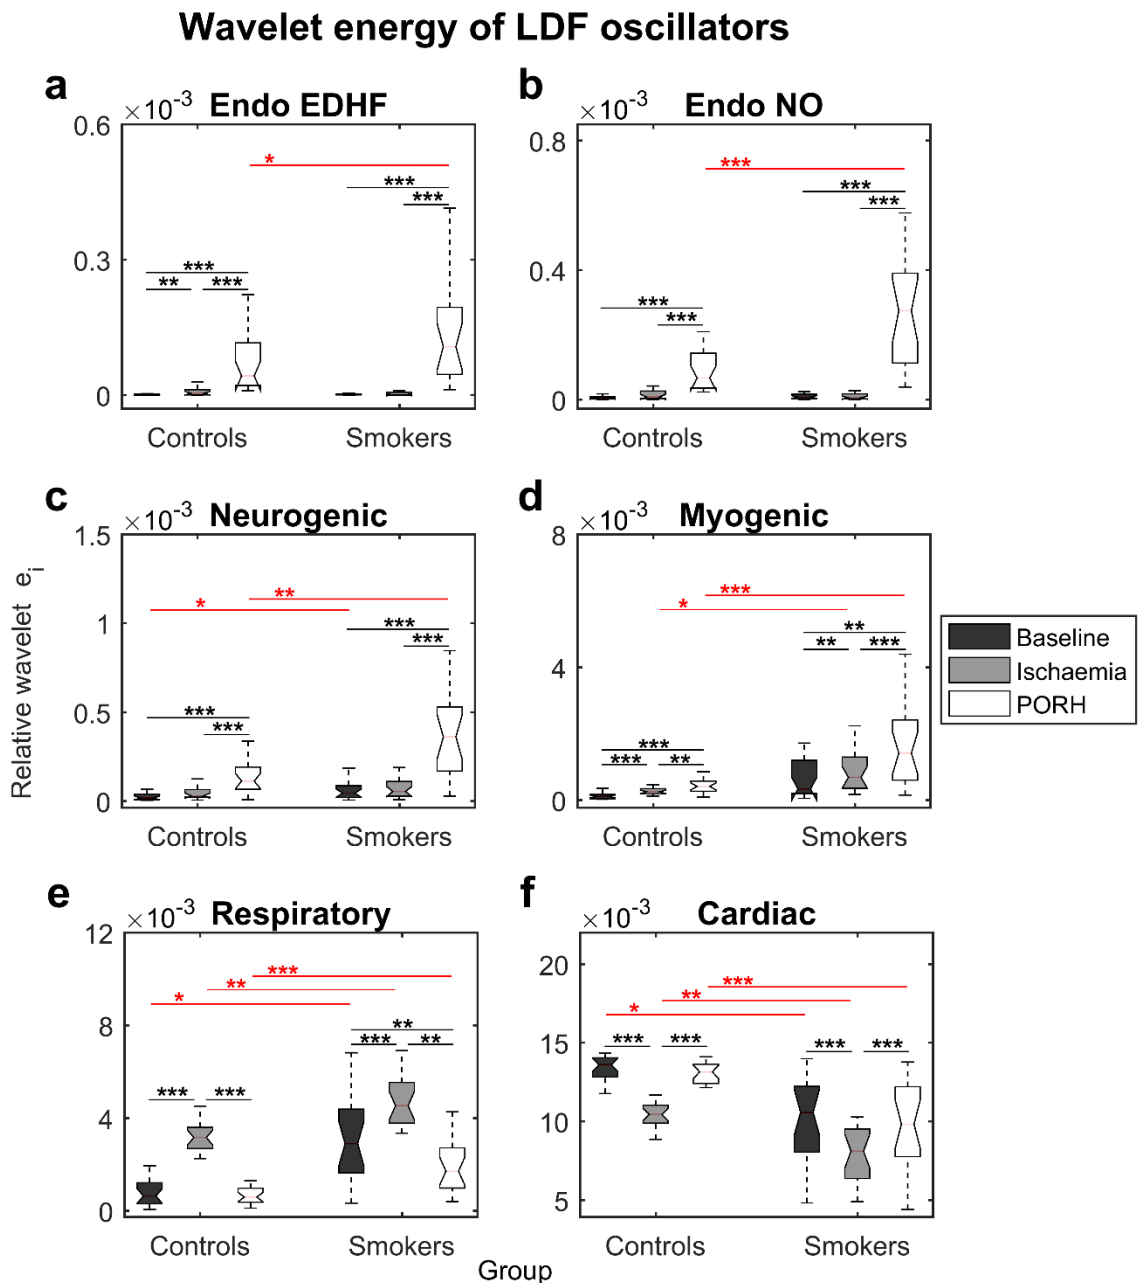 Wavelet energy of LDF oscillators
a
×10-3
Endo EDHF
0.6
0.3
0
*
***
***
***
**
***
Controls
Smokers
b
×10-3
Endo NO
0.8
0.4
0
***
***
***
***
***
Controls
Smokers
c
×10-3
Neurogenic
1.5
1
0.5
0
**
*
***
***
***
***
Controls
Smokers
d
×10-3
Myogenic
8
4
0
***
*
**
**
***
***
***
**
Controls
Smokers
Baseline
Ischaemia
PORH
Relative wavelet ei
e
×10-3
Respiratory
12
8
4
0
***
**
*
**
***
**
***
***
Controls
Smokers
f
×10-3
Cardiac
20
15
10
5
***
**
*
***
***
***
***
Controls
Smokers
Group